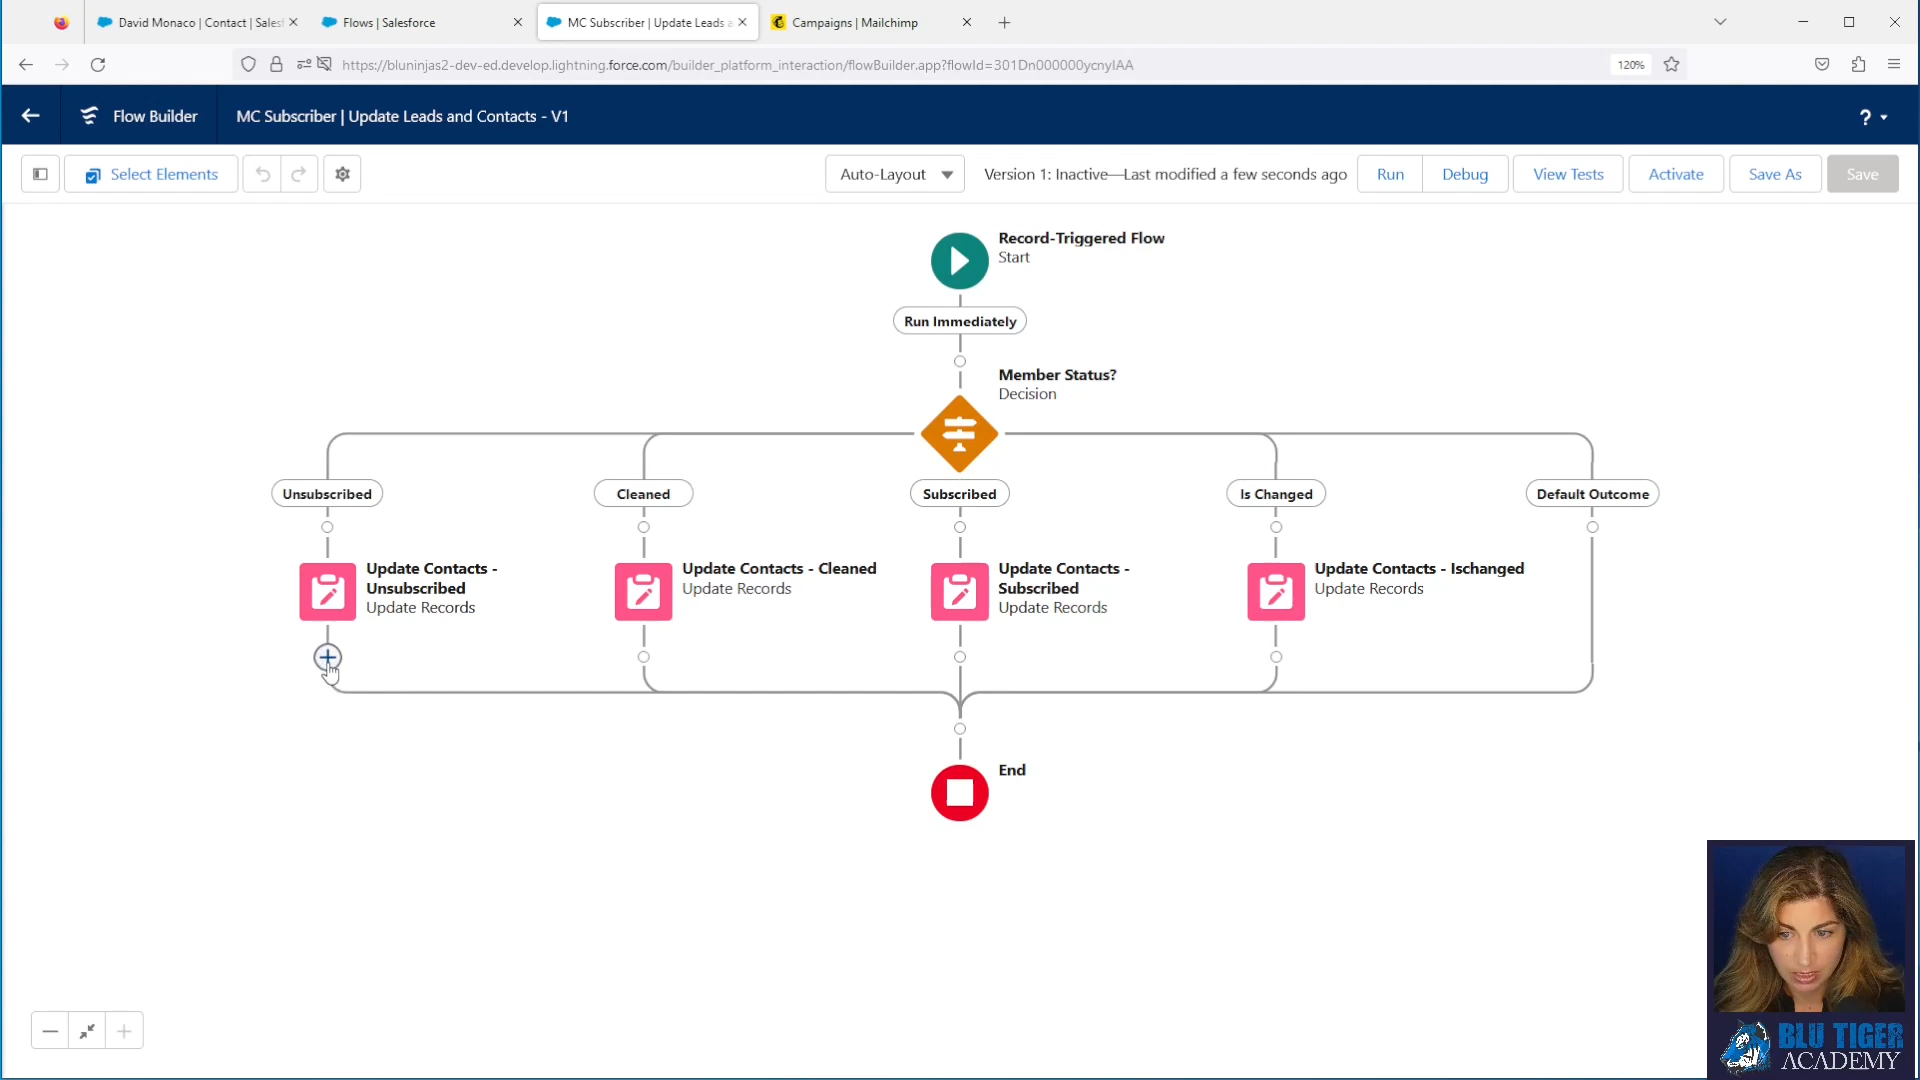 David Monaco | Contact | Sales
Flows | Salesforce
MC Subscriber | Update Leads a
Campaigns | Mailchimp
https://bluninjas2-dev-ed.develop.lightning.force.com/builder_platform_interaction/flowBuilder.app?flowId=301Dn000000ycnyIAA
120%
Flow Builder
MC Subscriber | Update Leads and Contacts - V1
?
Select Elements
Auto-Layout
Version 1: Inactive—Last modified a few seconds ago
Run
Debug
View Tests
Activate
Save As
Save
Record-Triggered Flow
Start
Run Immediately
Member Status?
Decision
Unsubscribed
Cleaned
Subscribed
Is Changed
Default Outcome
Update Contacts -
Unsubscribed
Update Records
Update Contacts - Cleaned
Update Records
Update Contacts -
Subscribed
Update Records
Update Contacts - Ischanged
Update Records
End
BLU TIGER
ACADEMY